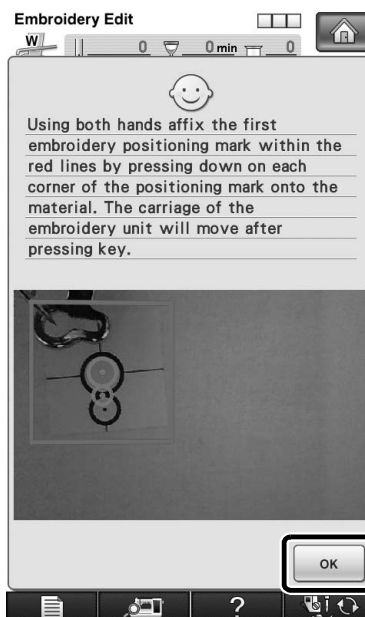 Embroidery Edit
W
0 0 min 0
Using both hands affix the first
embroidery positioning mark within the
red lines by pressing down on each
corner of the positioning mark onto the
material. The carriage of the
embroidery unit will move after
pressing key.
OK
?